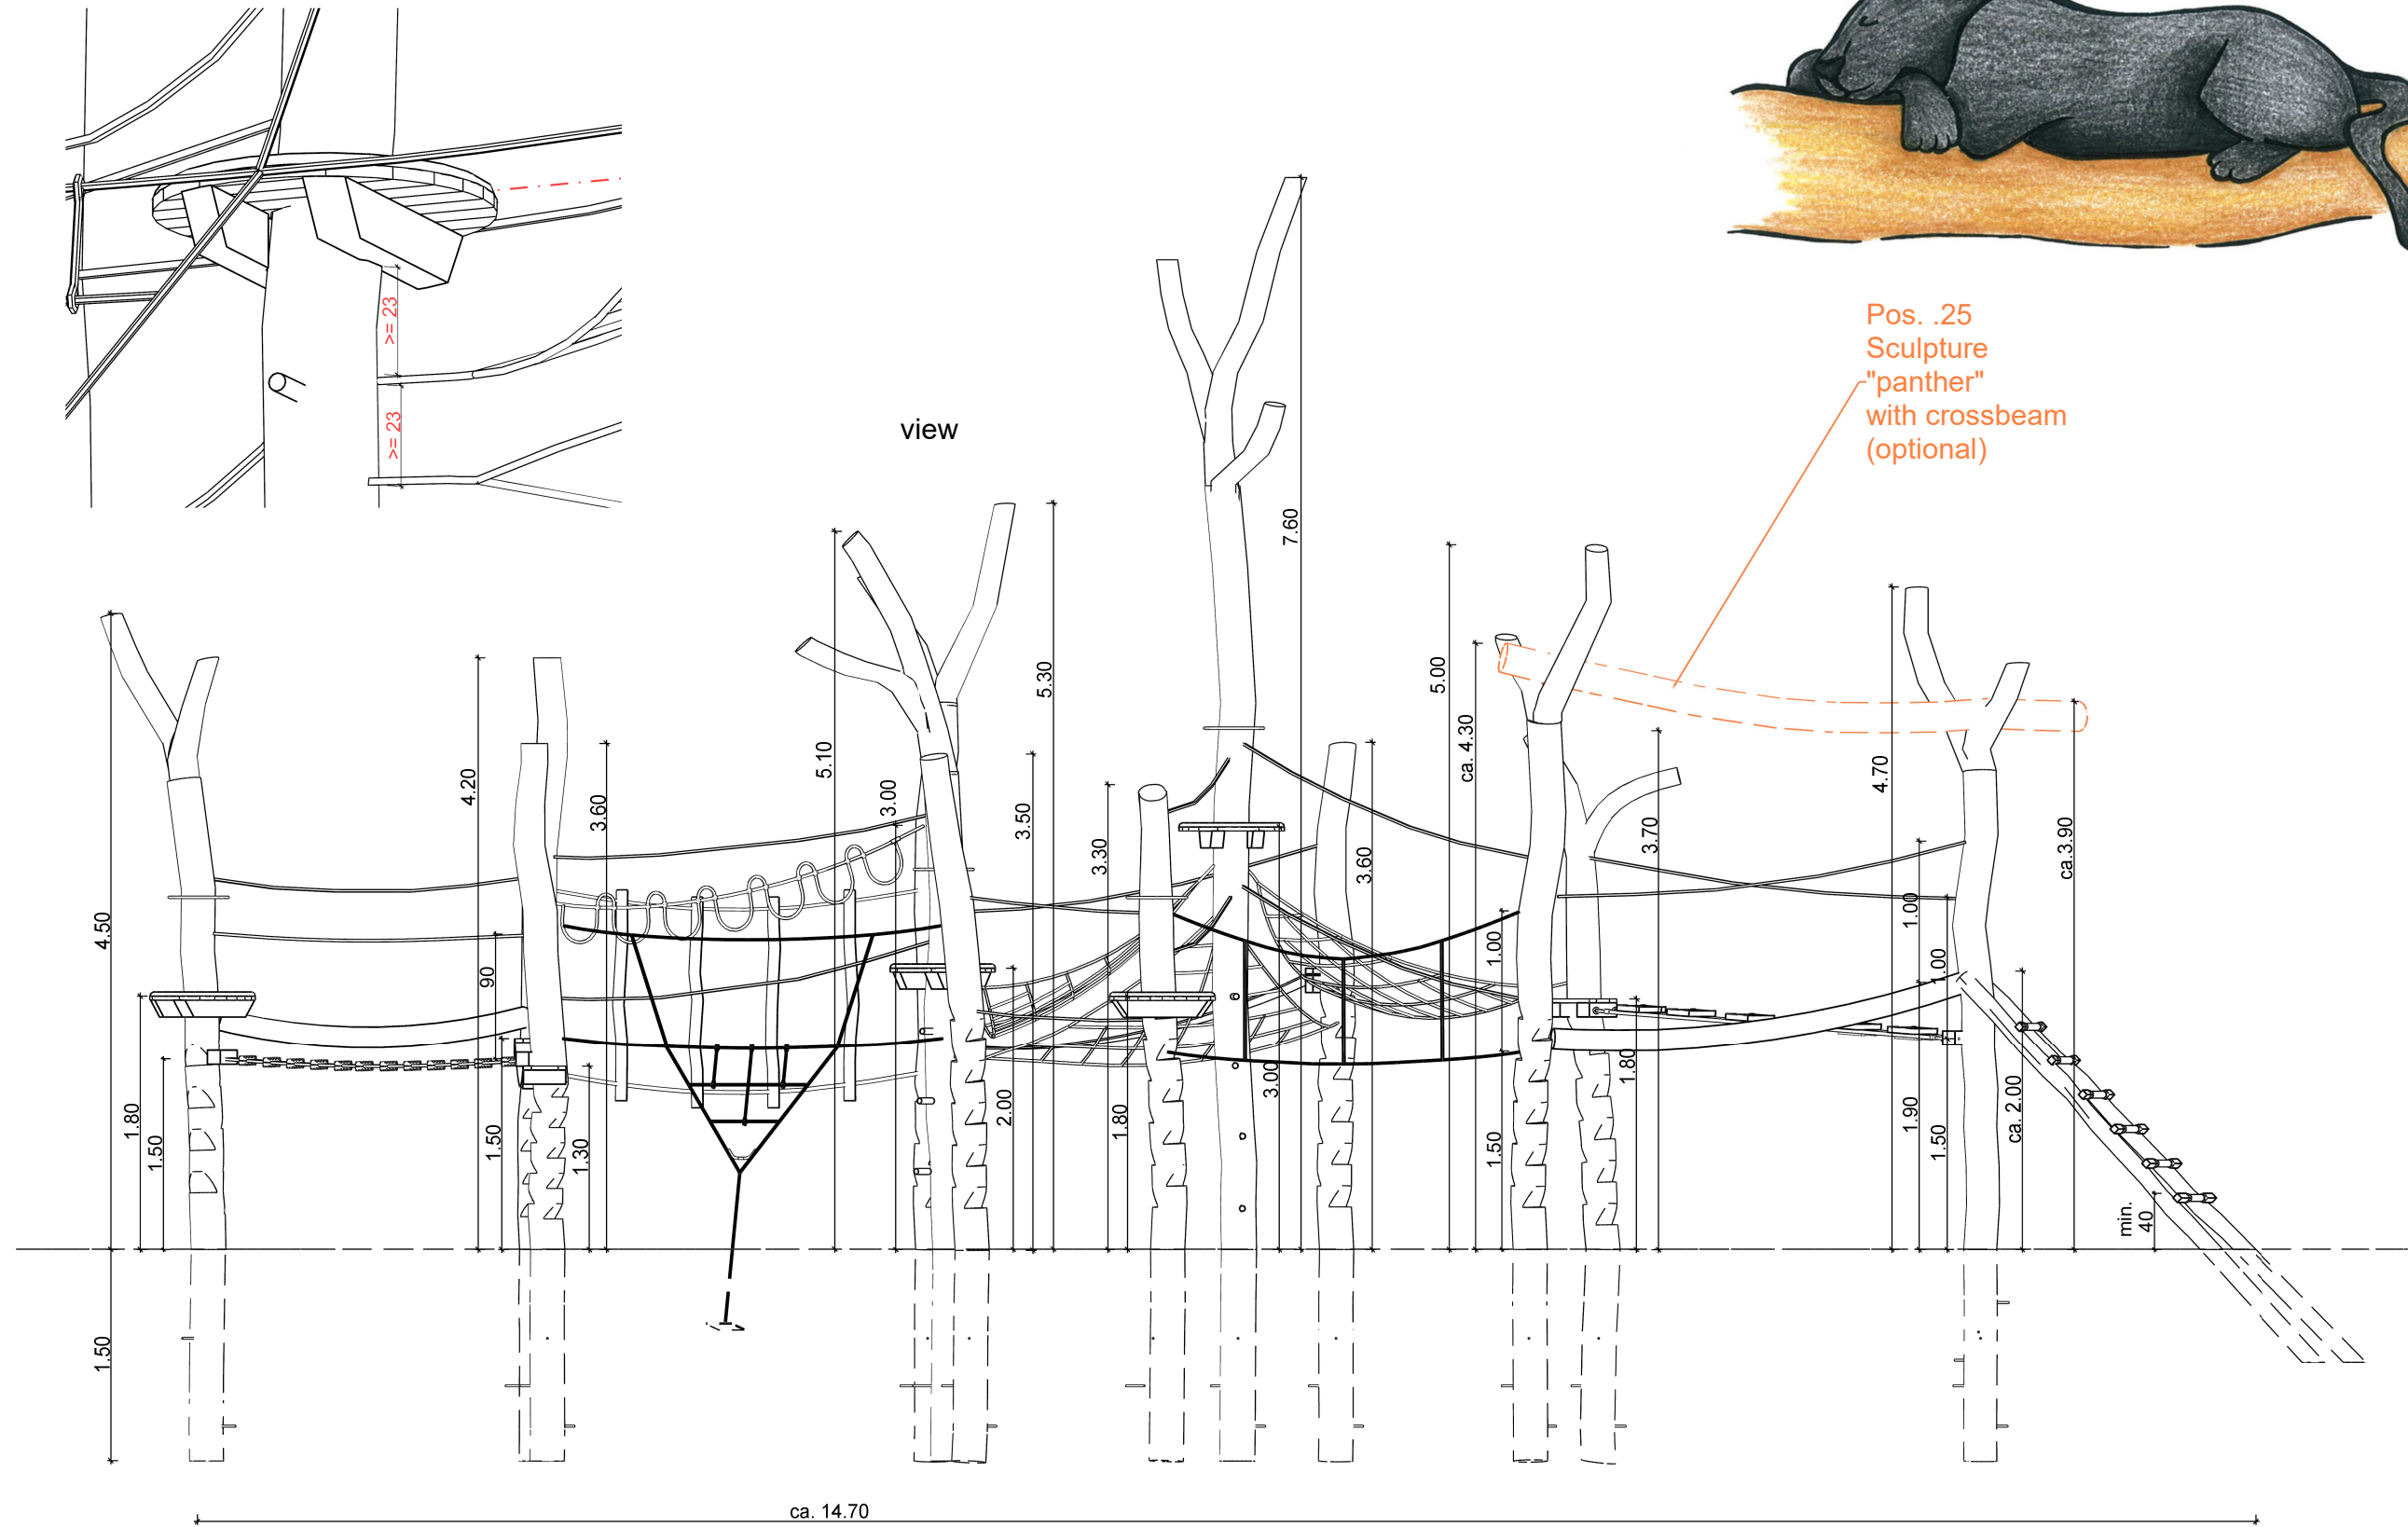 >= 23
>= 23
view
Pos. .25
Sculpture
"panther"
with crossbeam
(optional)
7.60
5.30
5.10
5.00
ca. 4.30
4.20
3.60
3.00
3.50
3.30
3.60
3.70
4.70
ca.3.90
4.50
90
1.00
1.00
1.00
1.80
1.50
1.50
1.30
2.00
1.80
3.00
1.50
1.80
1.90
1.50
ca. 2.00
min.
40
1.50
ca. 14.70